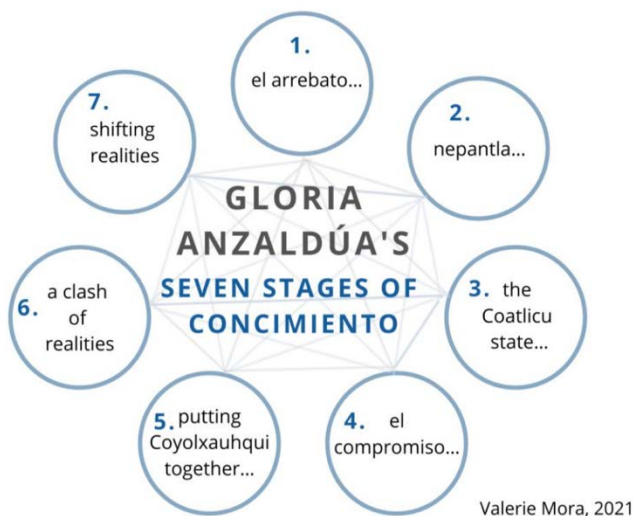 1.
el arrebato...
2.
nepantla...
3. the
Coatlicu
state...
4. el
compromiso...
5. putting
Coyolxauhqui
together...
6. a clash
of
realities
7.
shifting
realities
GLORIA
ANZALDÚA'S
SEVEN STAGES OF
CONCIMIENTO
Valerie Mora, 2021